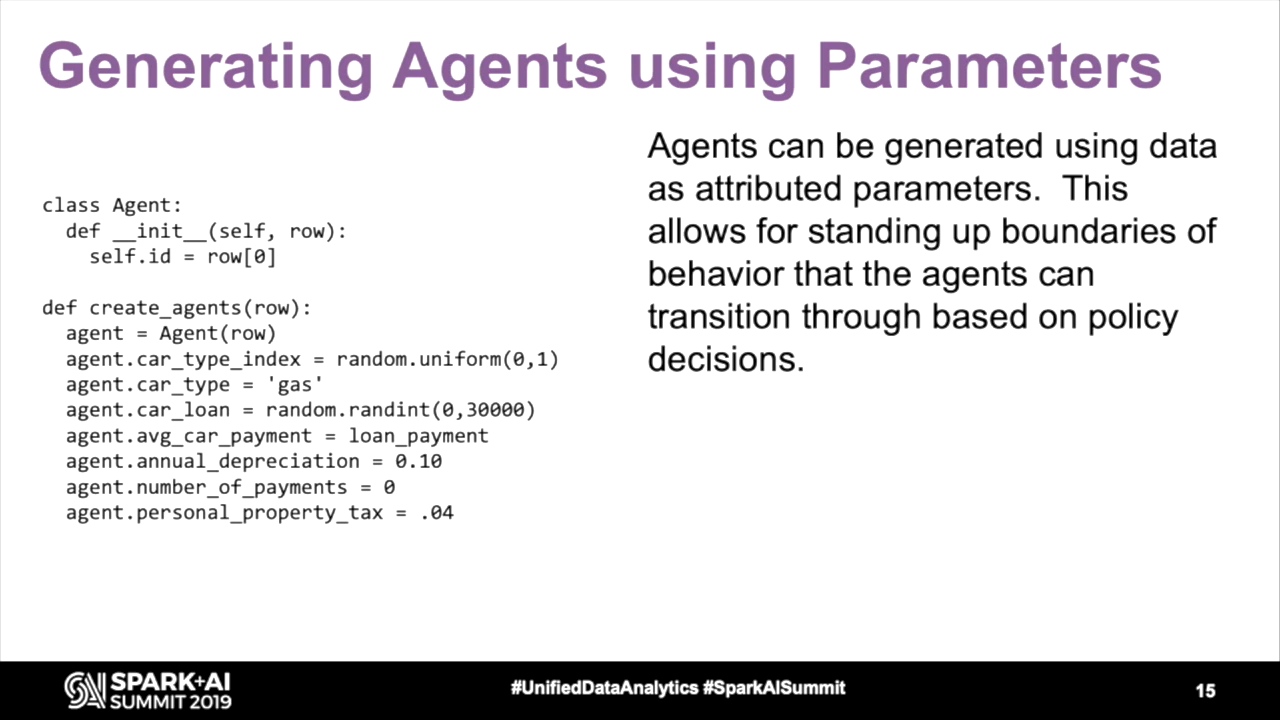 Generating Agents using Parameters
class Agent:
  def __init__(self, row):
    self.id = row[0]
def create_agents(row):
  agent = Agent(row)
  agent.car_type_index = random.uniform(0,1)
  agent.car_type = 'gas'
  agent.car_loan = random.randint(0,30000)
  agent.avg_car_payment = loan_payment
  agent.annual_depreciation = 0.10
  agent.number_of_payments = 0
  agent.personal_property_tax = .04
Agents can be generated using data
as attributed parameters.  This
allows for standing up boundaries of
behavior that the agents can
transition through based on policy
decisions.
SPARK+AI
SUMMIT 2019
#UnifiedDataAnalytics #SparkAISummit
15